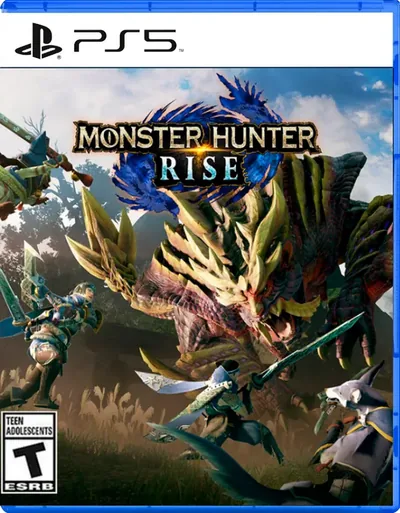 PS5
MONSTER HUNTER
RISE
TEEN
ADOLESCENTS
T
ESRB